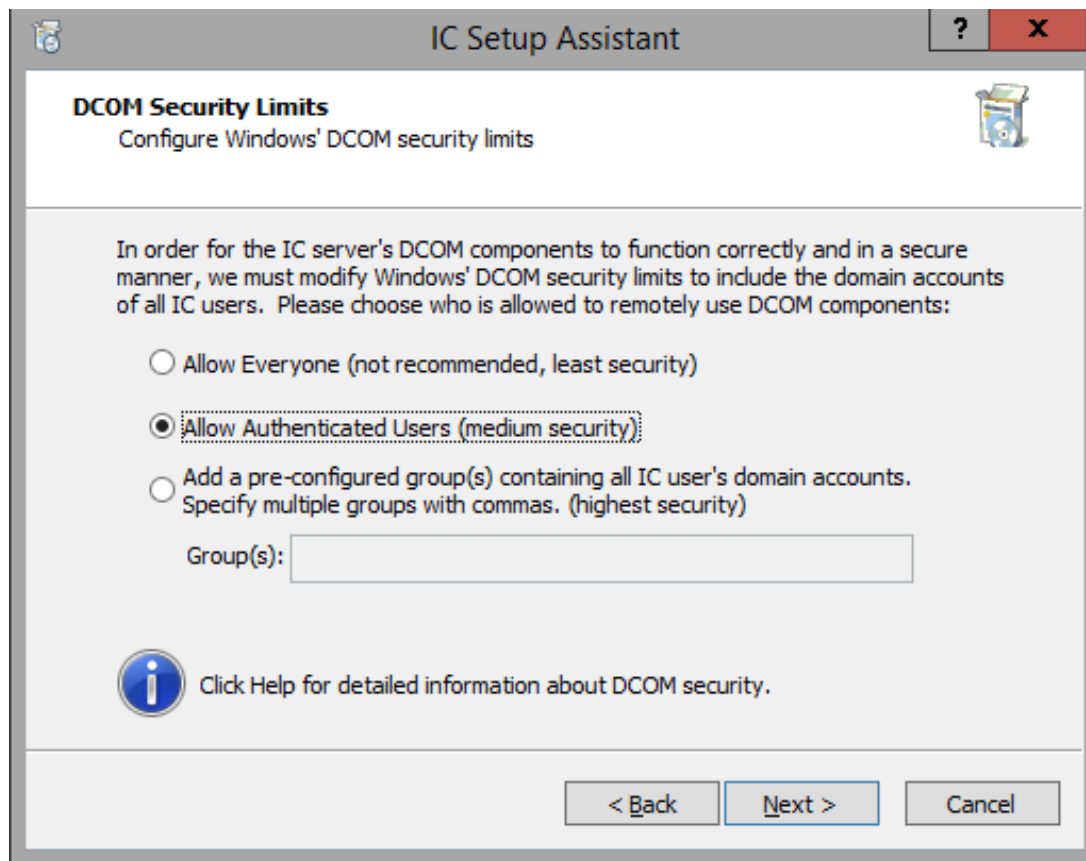 IC Setup Assistant
?
x
DCOM Security Limits
Configure Windows' DCOM security limits
In order for the IC server's DCOM components to function correctly and in a secure
manner, we must modify Windows' DCOM security limits to include the domain accounts
of all IC users.  Please choose who is allowed to remotely use DCOM components:
Allow Everyone (not recommended, least security)
Allow Authenticated Users (medium security)
Add a pre-configured group(s) containing all IC user's domain accounts.
Specify multiple groups with commas. (highest security)
Group(s):
i
Click Help for detailed information about DCOM security.
< Back
Next >
Cancel